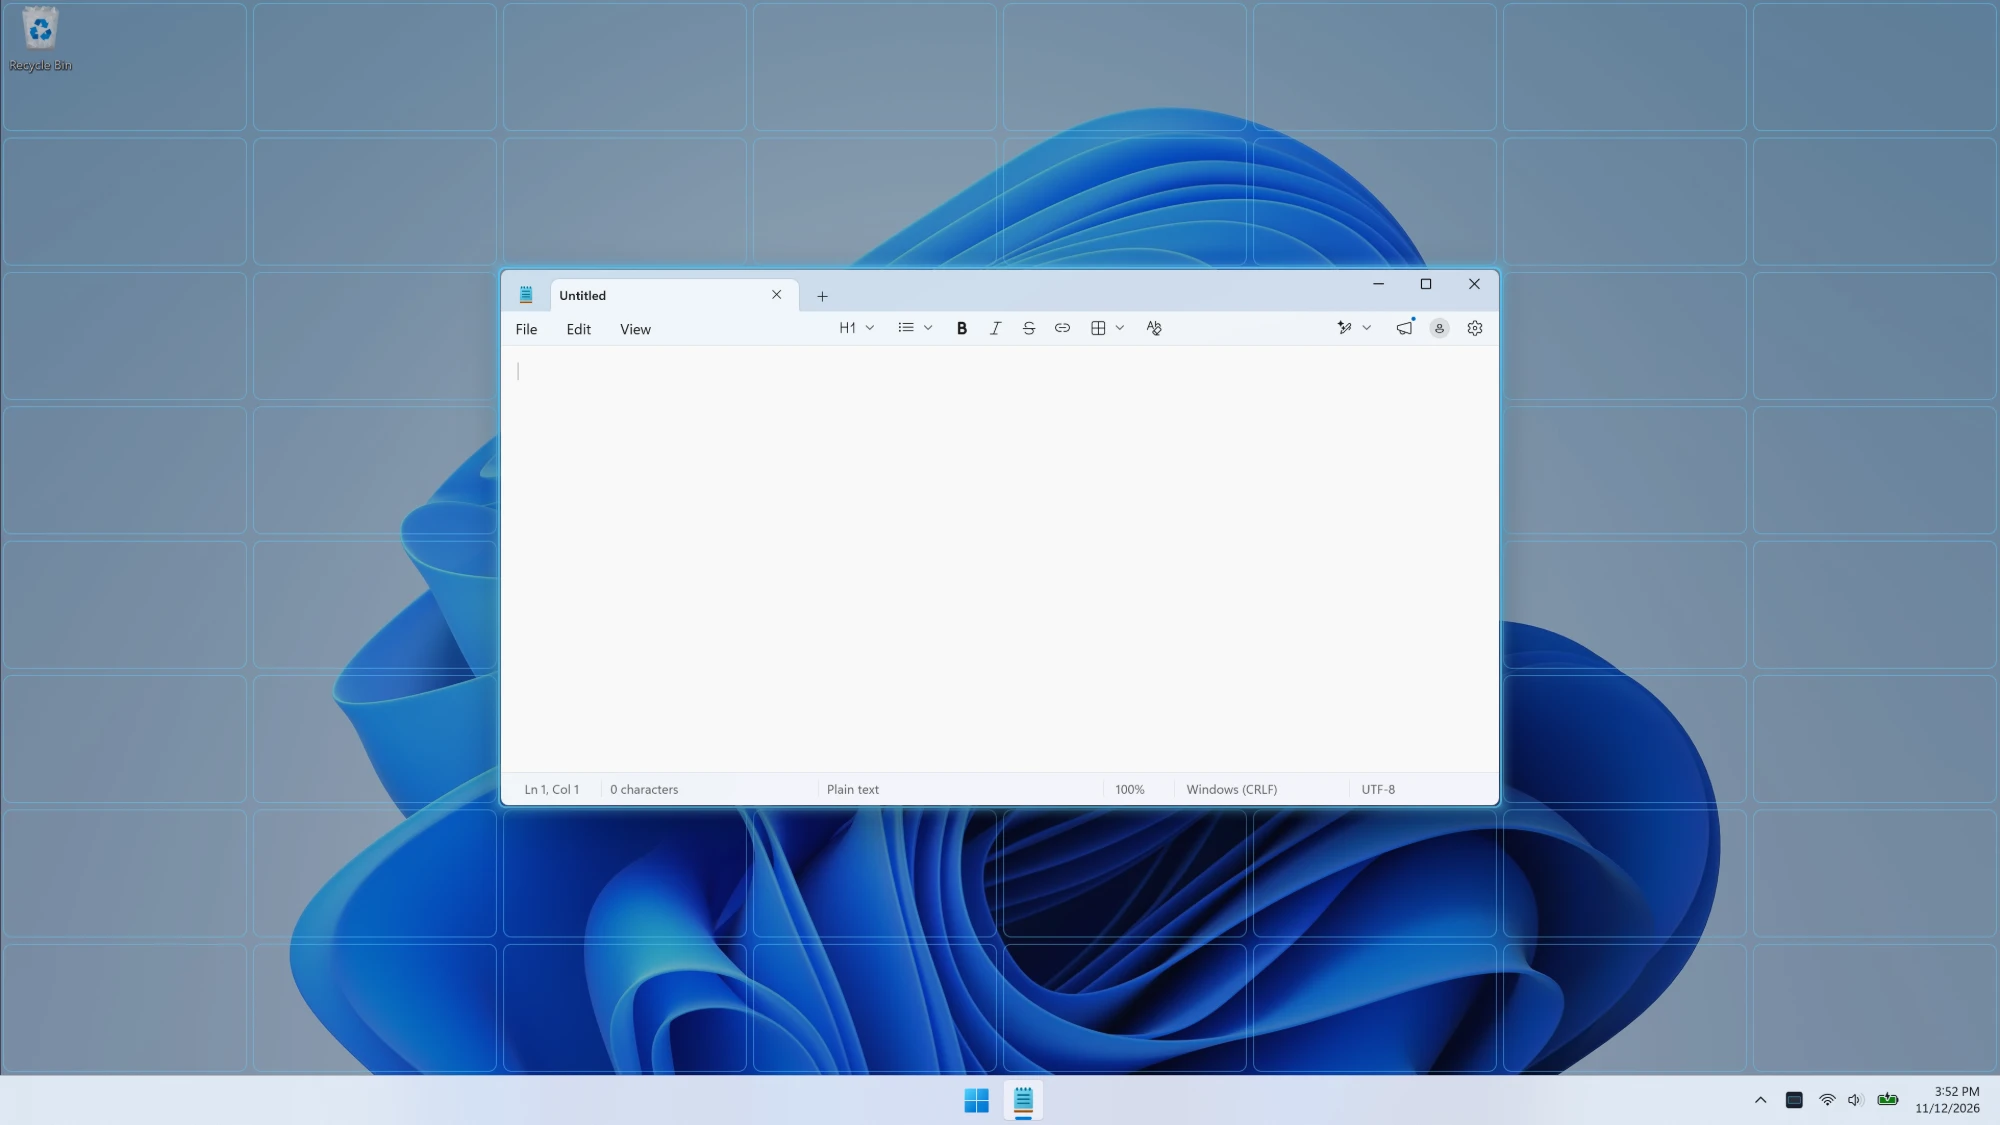 Recycle Bin
Untitled
File Edit View H1 B I S
Ln 1, Col 1 0 characters Plain text 100% Windows (CRLF) UTF-8
3:52 PM
11/12/2026